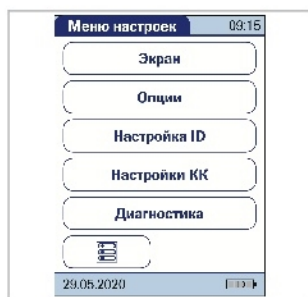 Меню настроек 09:15
Экран
Опции
Настройка ID
Настройки КК
Диагностика
29.05.2020